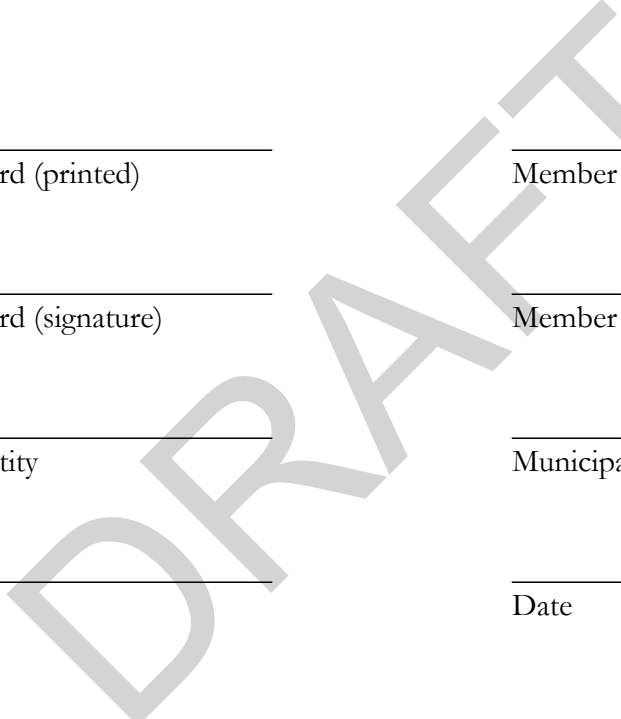 rd (printed) Member
rd (signature) Member
tity Municipa
Date
DRAFT